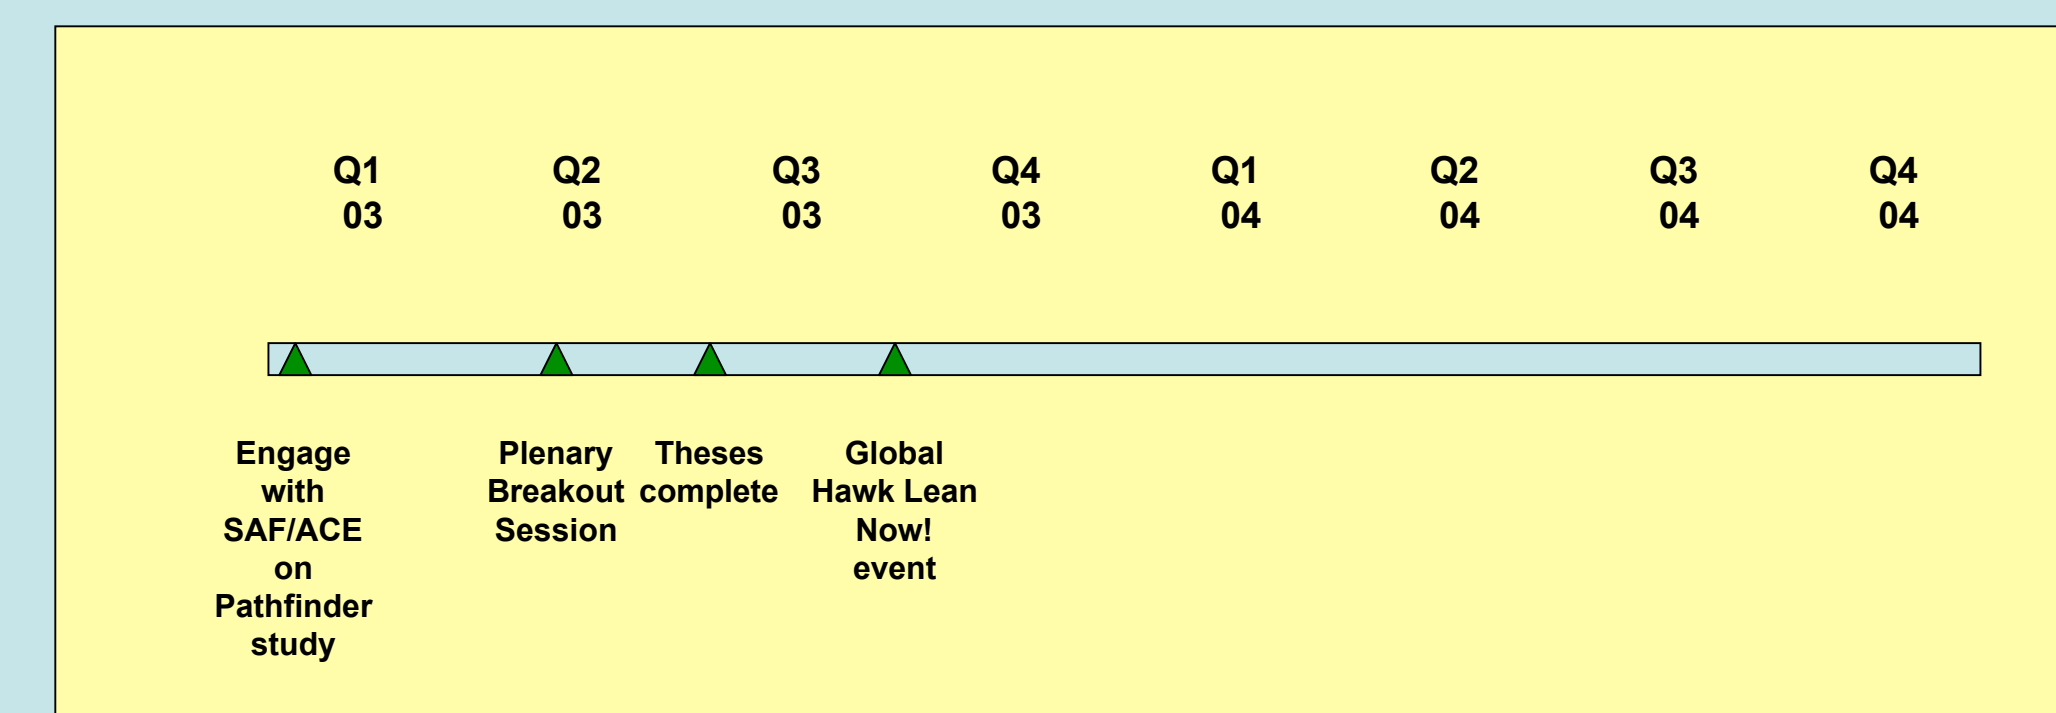 Q1 Q2 Q3 Q4 Q1 Q2 Q3 Q4
03 03 03 03 04 04 04 04
Engage
with
SAF/ACE
on
Pathfinder
study
Plenary
Breakout
Session
Theses
complete
Global
Hawk Lean
Now!
event